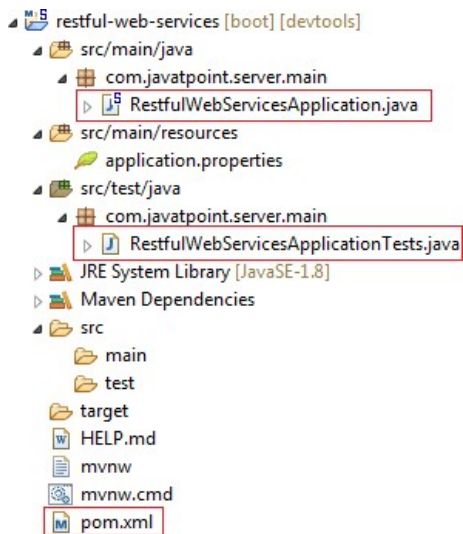 restful-web-services [boot] [devtools]
src/main/java
com.javatpoint.server.main
RestfulWebServicesApplication.java
src/main/resources
application.properties
src/test/java
com.javatpoint.server.main
RestfulWebServicesApplicationTests.java
JRE System Library [JavaSE-1.8]
Maven Dependencies
src
main
test
target
HELP.md
mvnw
mvnw.cmd
pom.xml